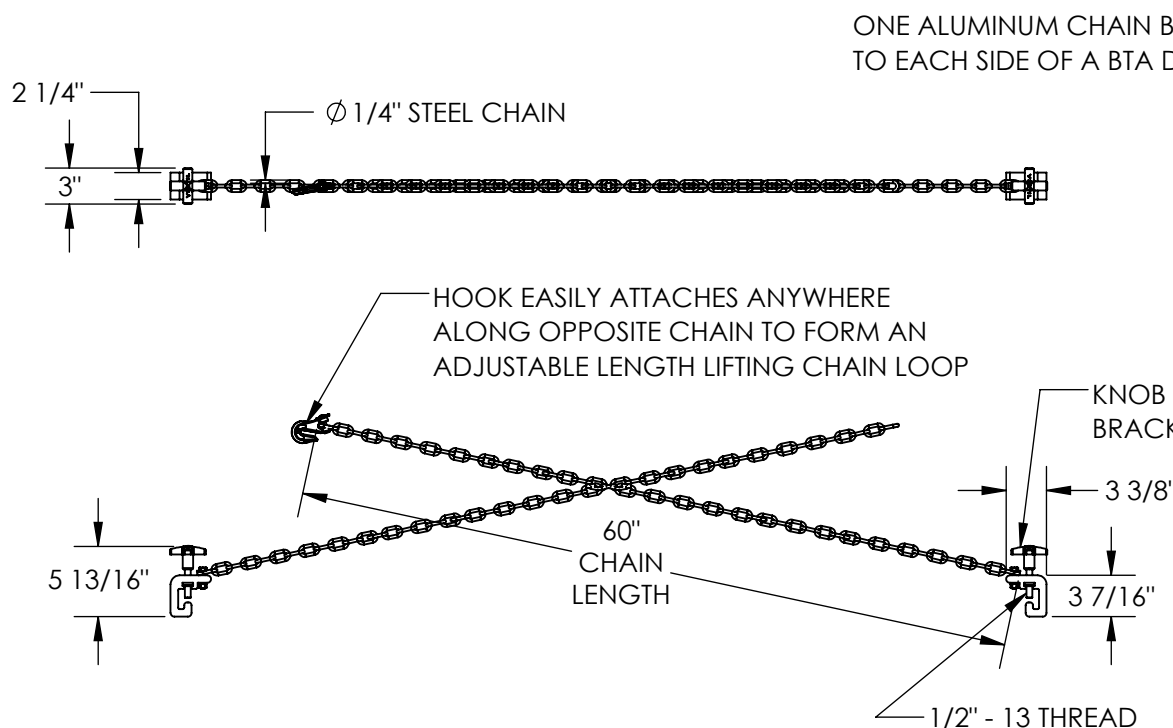 ONE ALUMINUM CHAIN B
TO EACH SIDE OF A BTA D
2 1/4"
Ø 1/4" STEEL CHAIN
3"
HOOK EASILY ATTACHES ANYWHERE
ALONG OPPOSITE CHAIN TO FORM AN
ADJUSTABLE LENGTH LIFTING CHAIN LOOP
KNOB
BRACK
3 3/8"
60"
CHAIN
LENGTH
5 13/16"
3 7/16"
1/2" - 13 THREAD